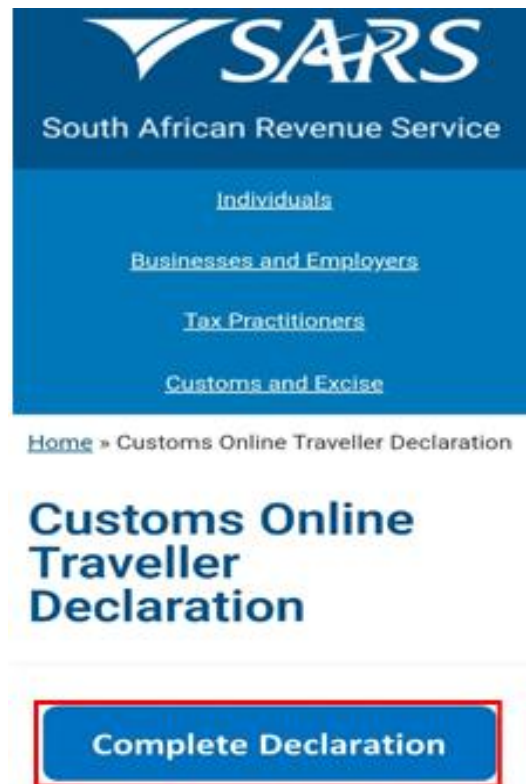 SARS
South African Revenue Service
Individuals
Businesses and Employers
Tax Practitioners
Customs and Excise
Home » Customs Online Traveller Declaration
Customs Online
Traveller
Declaration
Complete Declaration